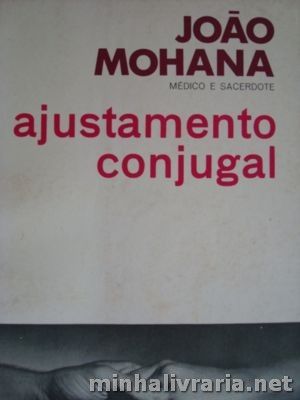 JOÃO
MOHANA
MÉDICO E SACERDOTE
ajustamento
conjugal
minhalivraria.net